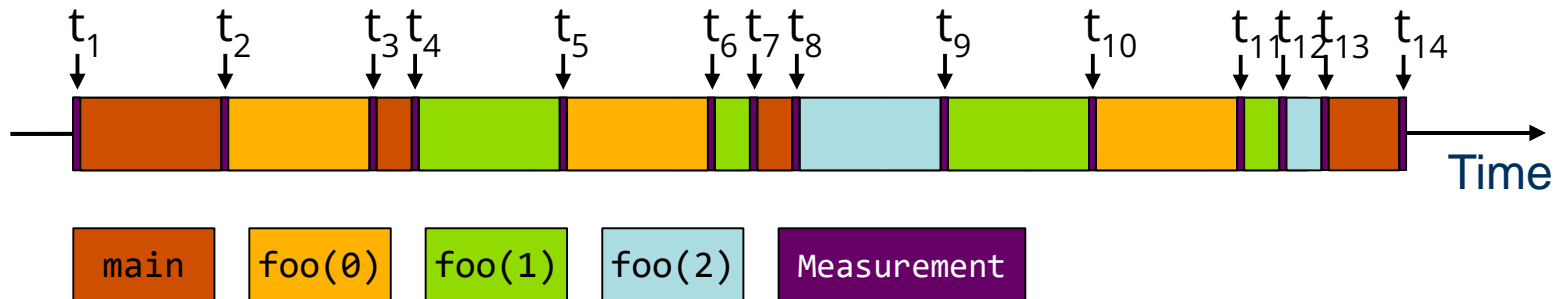 t₁ t₂ t₃ t₄ t₅ t₆ t₇ t₈ t₉ t₁₀ t₁₁ t₁₂ t₁₃ t₁₄
Time
main foo(0) foo(1) foo(2) Measurement